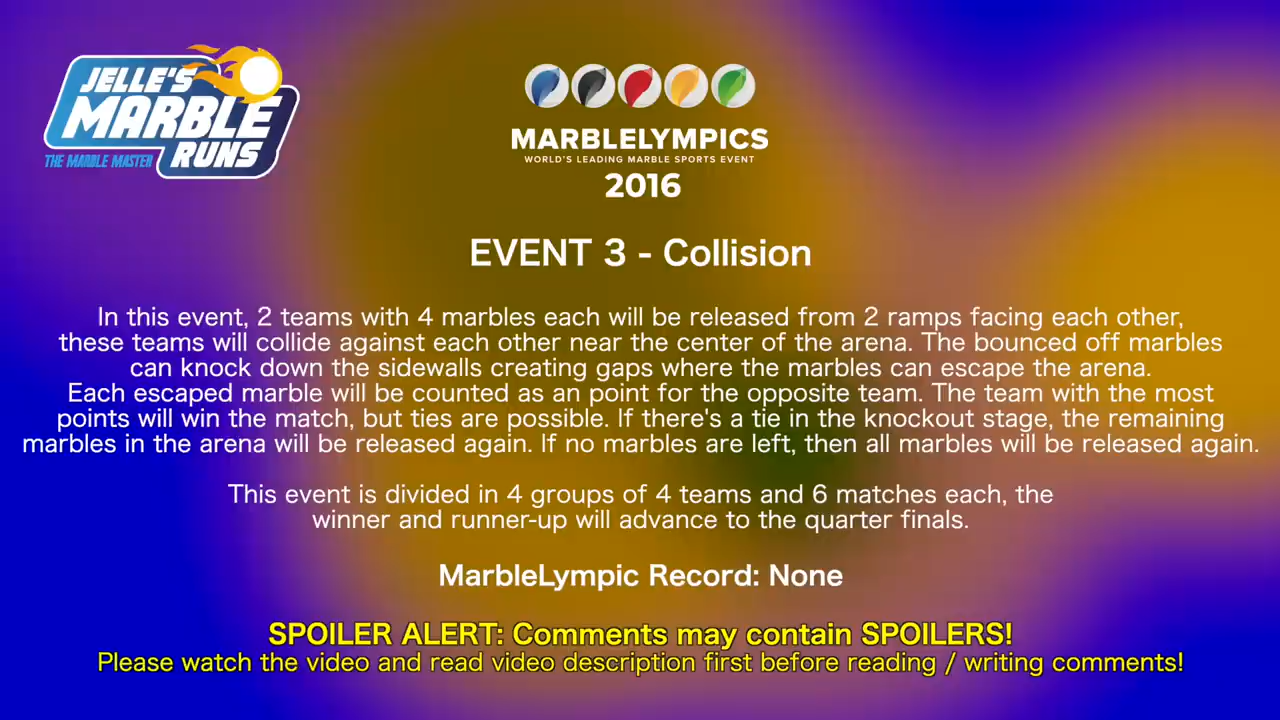 JELLE'S
MARBLE
RUNS
THE MARBLE MASTER
MARBLELYMPICS
WORLD'S LEADING MARBLE SPORTS EVENT
2016
EVENT 3 - Collision
In this event, 2 teams with 4 marbles each will be released from 2 ramps facing each other,
these teams will collide against each other near the center of the arena. The bounced off marbles
can knock down the sidewalls creating gaps where the marbles can escape the arena.
Each escaped marble will be counted as an point for the opposite team. The team with the most
points will win the match, but ties are possible. If there's a tie in the knockout stage, the remaining
marbles in the arena will be released again. If no marbles are left, then all marbles will be released again.
This event is divided in 4 groups of 4 teams and 6 matches each, the
winner and runner-up will advance to the quarter finals.
MarbleLympic Record: None
SPOILER ALERT: Comments may contain SPOILERS!
Please watch the video and read video description first before reading / writing comments!